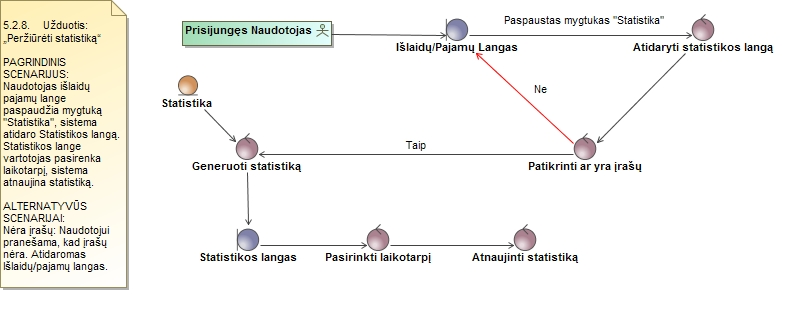 5.2.8. Užduotis:
„Peržiūrėti statistiką“
PAGRINDINIS
SCENARIJUS:
Naudotojas išlaidų
pajamų lange
paspaudžia mygtuką
"Statistika", sistema
atidaro Statistikos langą.
Statistikos lange
vartotojas pasirenka
laikotarpį, sistema
atnaujina statistiką.
ALTERNATYVŪS
SCENARIJAI:
Nėra įrašų: Naudotojui
pranešama, kad įrašų
nėra. Atidaromas
Išlaidų/pajamų langas.
Prisijungęs Naudotojas
Išlaidų/Pajamų Langas
Paspaustas mygtukas "Statistika"
Atidaryti statistikos langą
Ne
Statistika
Taip
Generuoti statistiką
Patikrinti ar yra įrašų
Statistikos langas
Pasirinkti laikotarpį
Atnaujinti statistiką